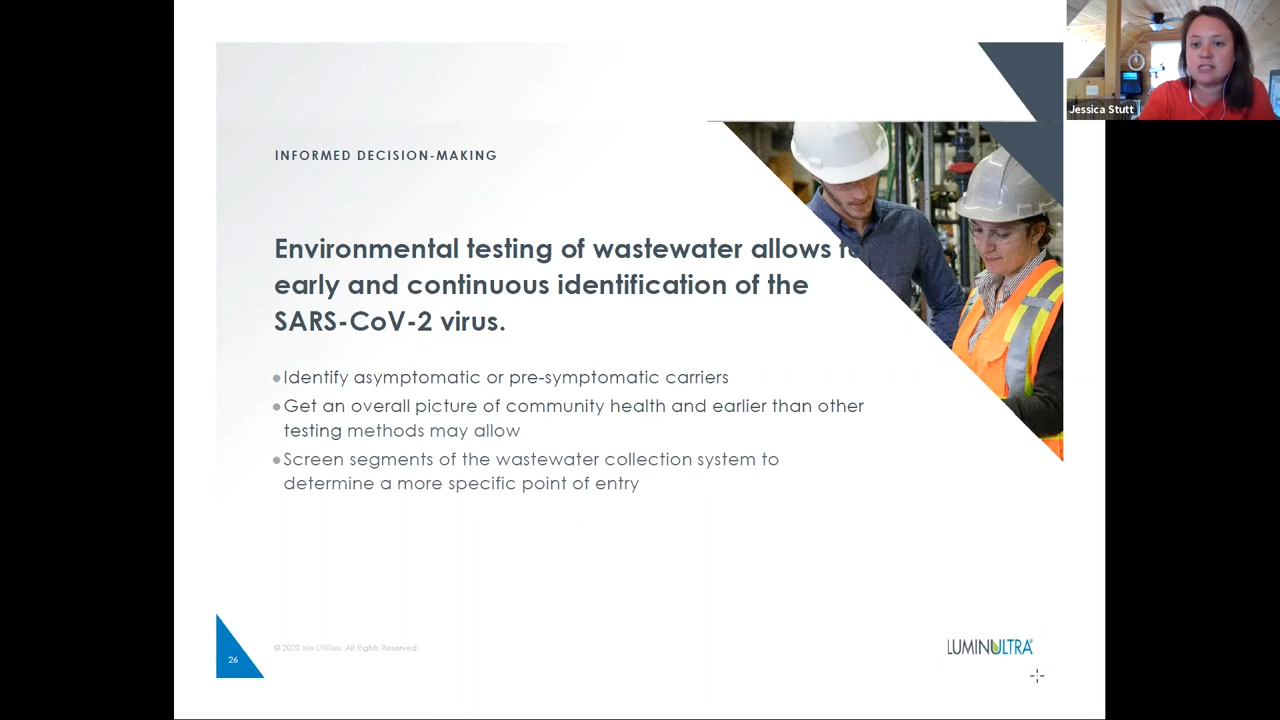 Jessica Stutt
INFORMED DECISION-MAKING
Environmental testing of wastewater allows
early and continuous identification of the
SARS-CoV-2 virus.
•Identify asymptomatic or pre-symptomatic carriers
•Get an overall picture of community health and earlier than other
testing methods may allow
•Screen segments of the wastewater collection system to
determine a more specific point of entry
26
© 2020 Isle Utilities. All Rights Reserved
LUMINULTRA®